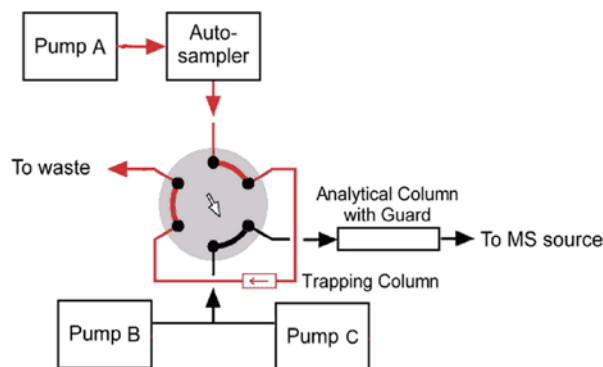 Pump A
Auto-
sampler
To waste
Analytical Column
with Guard
To MS source
Trapping Column
Pump B
Pump C